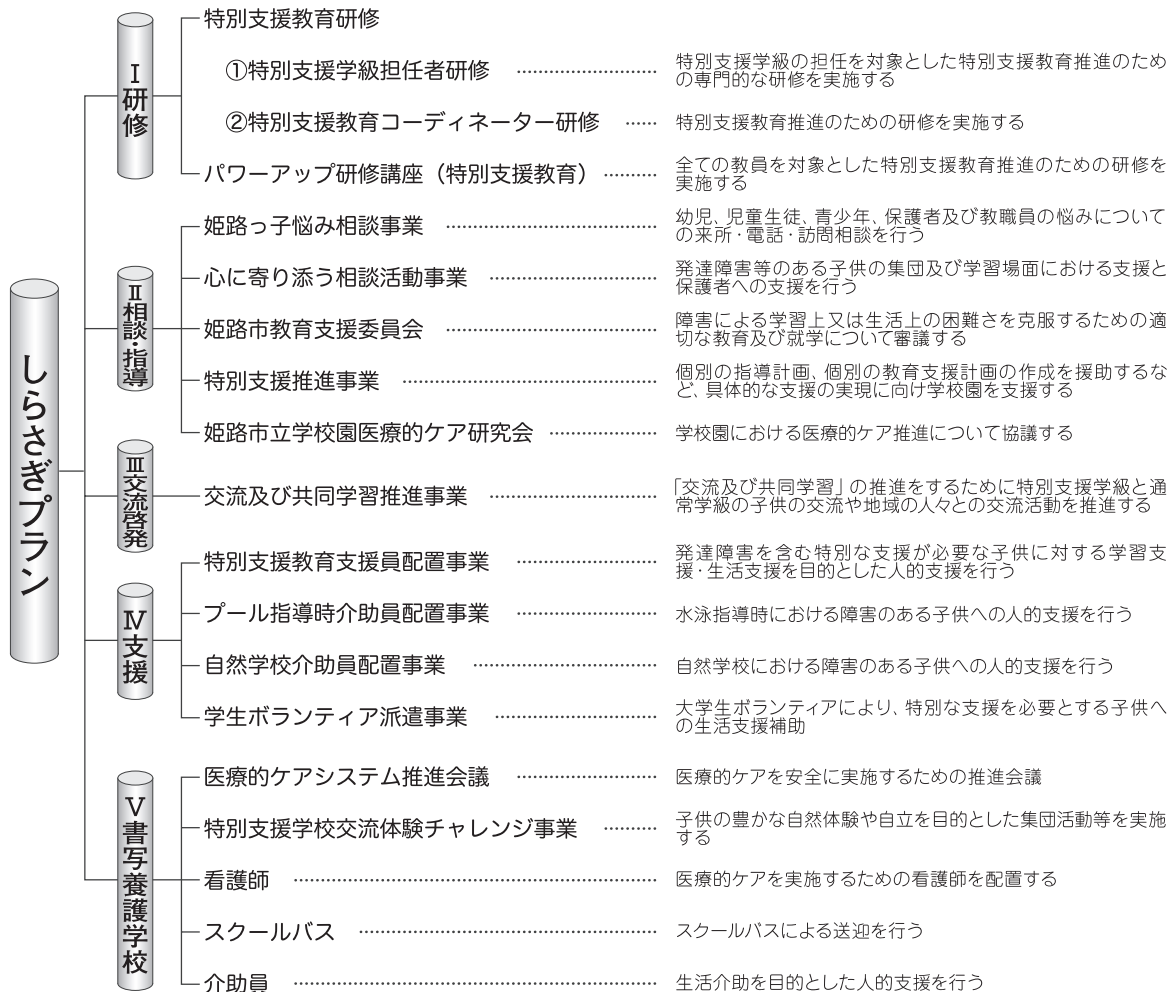 しらさぎプラン
Ⅰ研修
特別支援教育研修
①特別支援学級担任者研修 ……………………
特別支援学級の担任を対象とした特別支援教育推進のため
の専門的な研修を実施する
②特別支援教育コーディネーター研修 ……
特別支援教育推進のための研修を実施する
パワーアップ研修講座（特別支援教育） ………
全ての教員を対象とした特別支援教育推進のための研修を
実施する
Ⅱ相談・指導
姫路っ子悩み相談事業 ……………………
幼児、児童生徒、青少年、保護者及び教職員の悩みについて
の来所・電話・訪問相談を行う
心に寄り添う相談活動事業 ……………………
発達障害等のある子供の集団及び学習場面における支援と
保護者への支援を行う
姫路市教育支援委員会 ……………………
障害による学習上又は生活上の困難さを克服するための適
切な教育及び就学について審議する
特別支援推進事業 ……………………
個別の指導計画、個別の教育支援計画の作成を援助するな
ど、具体的な支援の実現に向け学校園を支援する
姫路市立学校園医療的ケア研究会 ……………
学校園における医療的ケア推進について協議する
Ⅲ交流啓発
交流及び共同学習推進事業 ……………………
「交流及び共同学習」の推進をするために特別支援学級と通
常学級の子供の交流や地域の人々との交流活動を推進する
Ⅳ支援
特別支援教育支援員配置事業 …………………
発達障害を含む特別な支援が必要な子供に対する学習支
援・生活支援を目的とした人的支援を行う
プール指導時介助員配置事業 …………………
水泳指導時における障害のある子供への人的支援を行う
自然学校介助員配置事業 ……………………
自然学校における障害のある子供への人的支援を行う
学生ボランティア派遣事業 ……………………
大学生ボランティアにより、特別な支援を必要とする子供へ
の生活支援補助
Ⅴ書写養護学校
医療的ケアシステム推進会議 …………………
医療的ケアを安全に実施するための推進会議
特別支援学校交流体験チャレンジ事業 ………
子供の豊かな自然体験や自立を目的とした集団活動等を実施
する
看護師 ……………………………………
医療的ケアを実施するための看護師を配置する
スクールバス ………………………………
スクールバスによる送迎を行う
介助員 ……………………………………
生活介助を目的とした人的支援を行う